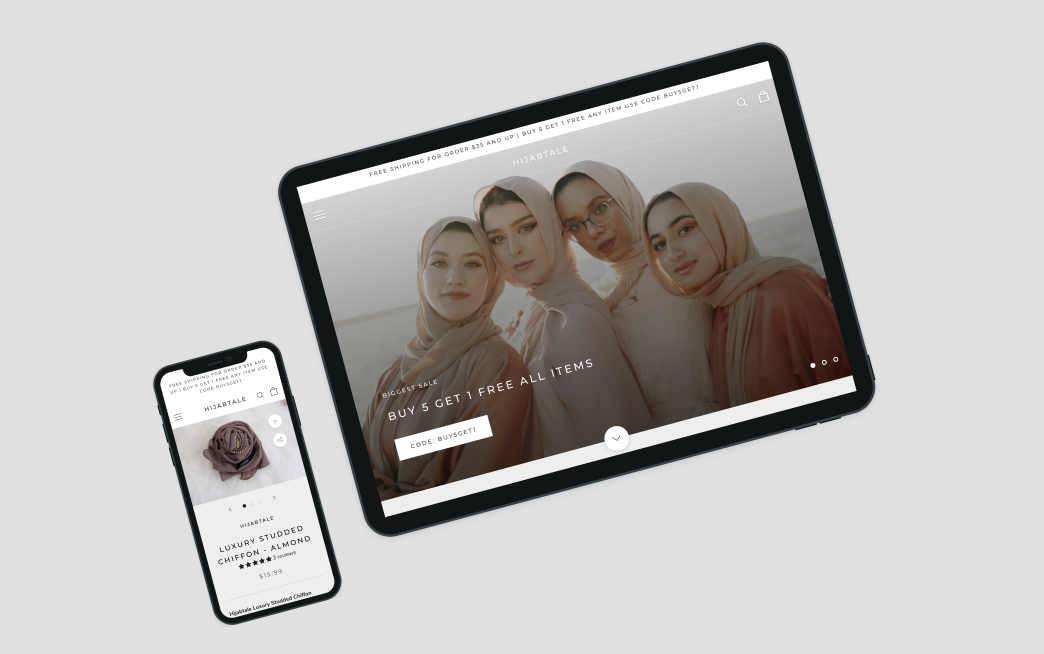 FREE SHIPPING FOR ORDER $35 AND UP | BUY 5 GET 1 FREE ANY ITEM USE CODE BUY5GET1
HIJABTALE
BIGGEST SALE
BUY 5 GET 1 FREE ALL ITEMS
CODE: BUY5GET1
FREE SHIPPING FOR ORDER $35 AND
UP | BUY 5 GET 1 FREE ANY ITEM USE
CODE BUY5GET1
HIJABTALE
HIJABTALE
LUXURY STUDDED
CHIFFON - ALMOND
3 reviews
$15.99
Hijabtale Luxury Studded Chiffon